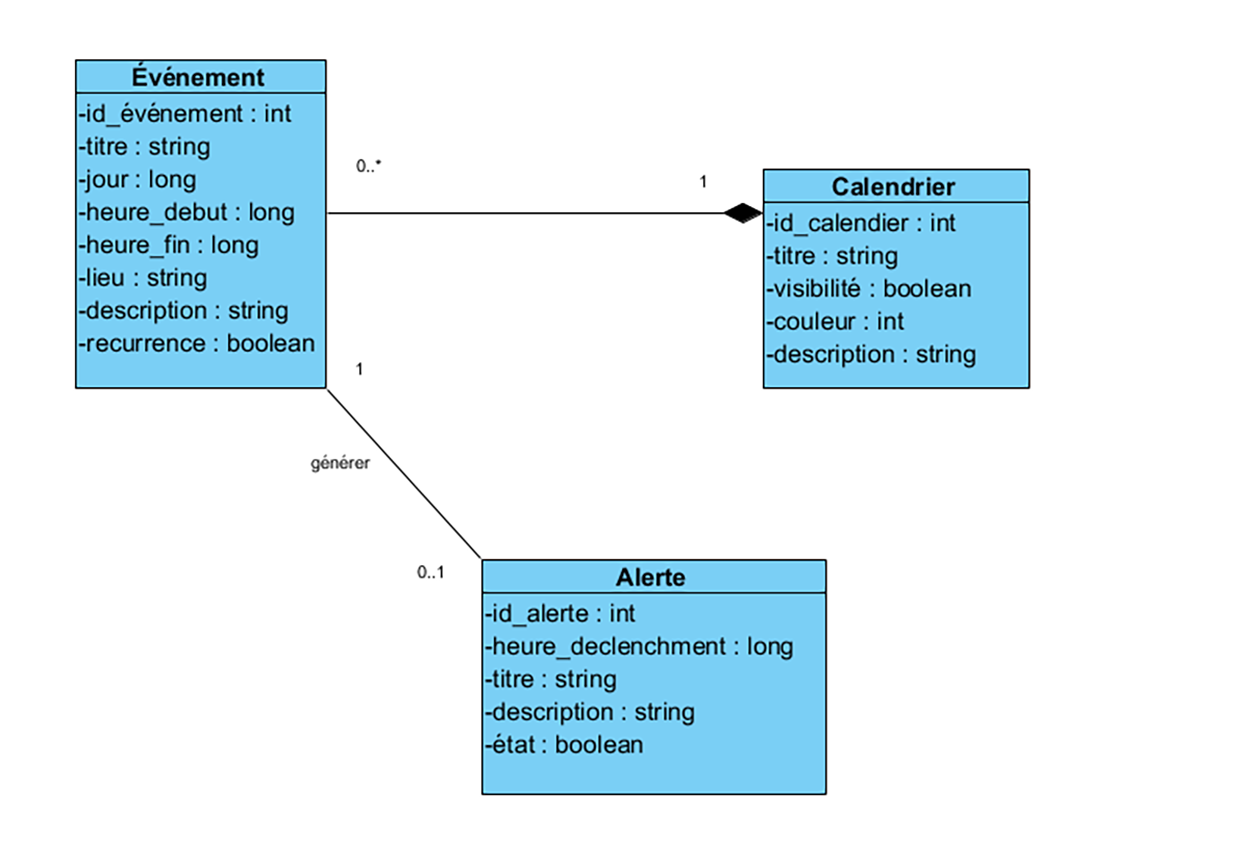 Événement
-id_événement : int
-titre : string
-jour : long
-heure_debut : long
-heure_fin : long
-lieu : string
-description : string
-recurrence : boolean
0..*
1
Calendrier
-id_calendier : int
-titre : string
-visibilité : boolean
-couleur : int
-description : string
1
générer
0..1
Alerte
-id_alerte : int
-heure_declenchment : long
-titre : string
-description : string
-état : boolean